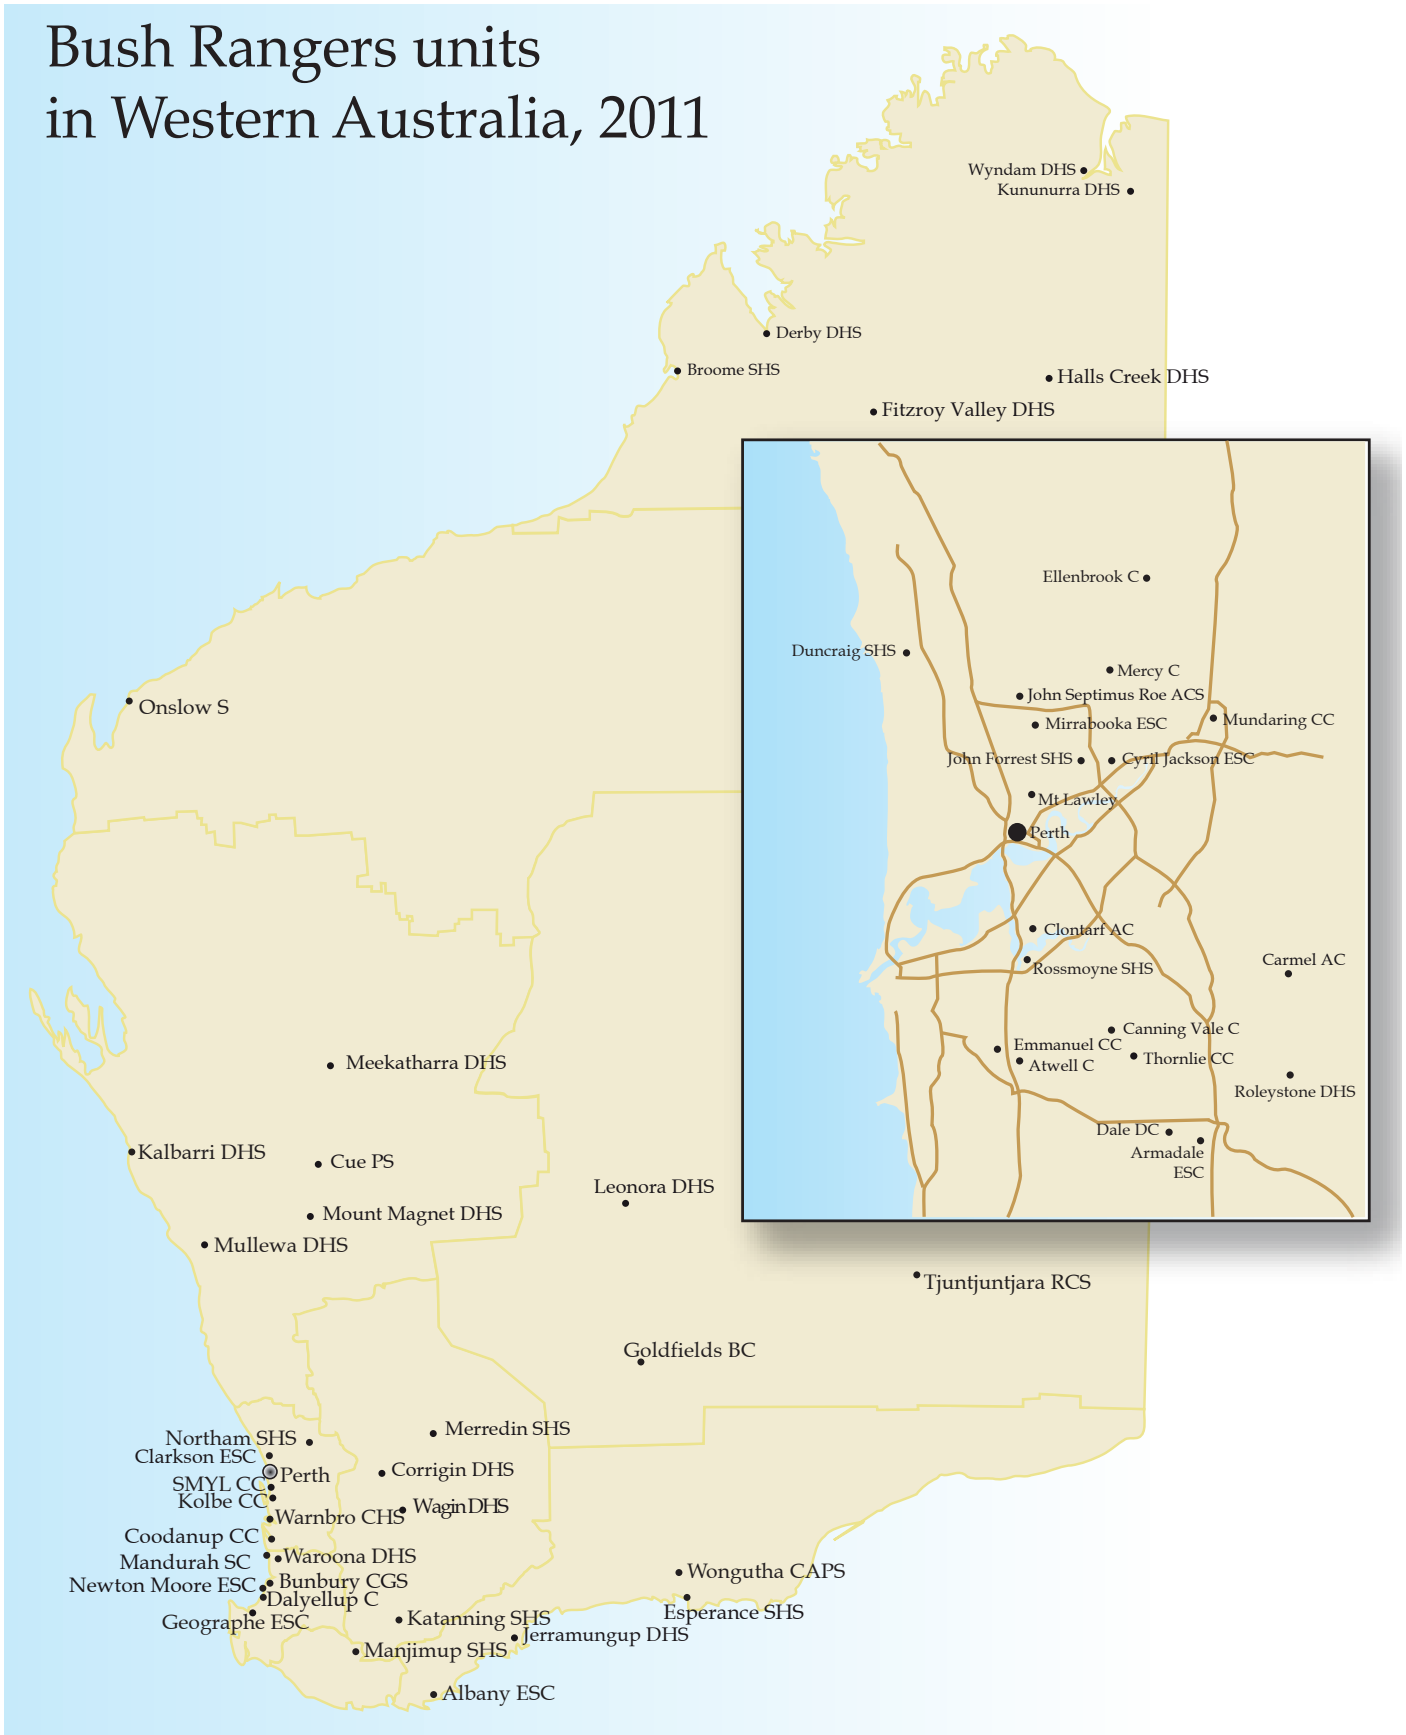 Bush Rangers units
in Western Australia, 2011
Wyndam DHS
Kununurra DHS
Derby DHS
Broome SHS
Halls Creek DHS
Fitzroy Valley DHS
Ellenbrook C
Duncraig SHS
Mercy C
John Septimus Roe ACS
Mirrabooka ESC
Mundaring CC
John Forrest SHS
Cyril Jackson ESC
Mt Lawley
Perth
Clontarf AC
Rossmoyne SHS
Carmel AC
Canning Vale C
Emmanuel CC
Thornlie CC
Atwell C
Roleystone DHS
Dale DC
Armadale
ESC
Onslow S
Meekatharra DHS
Kalbarri DHS
Cue PS
Leonora DHS
Mount Magnet DHS
Mullewa DHS
Tjuntjuntjara RCS
Goldfields BC
Merredin SHS
Northam SHS
Clarkson ESC
Perth
Corrigin DHS
SMYL CC
Kolbe CC
Wagin DHS
Warnbro CHS
Coodanup CC
Mandurah SC
Waroona DHS
Wongutha CAPS
Newton Moore ESC
Bunbury CGS
Dalyellup C
Esperance SHS
Geographe ESC
Katanning SHS
Jerramungup DHS
Manjimup SHS
Albany ESC